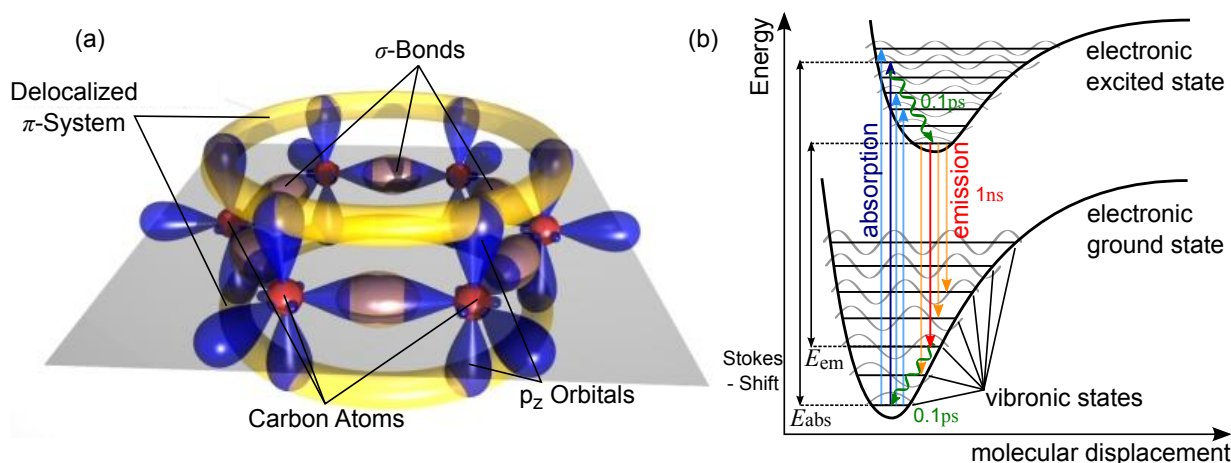 (a)
σ-Bonds
Delocalized
π-System
Carbon Atoms
pz Orbitals
(b)
Energy
electronic
excited state
0.1ps
absorption
emission
1ns
electronic
ground state
Eem
Stokes
- Shift
Eabs
0.1ps
vibronic states
molecular displacement